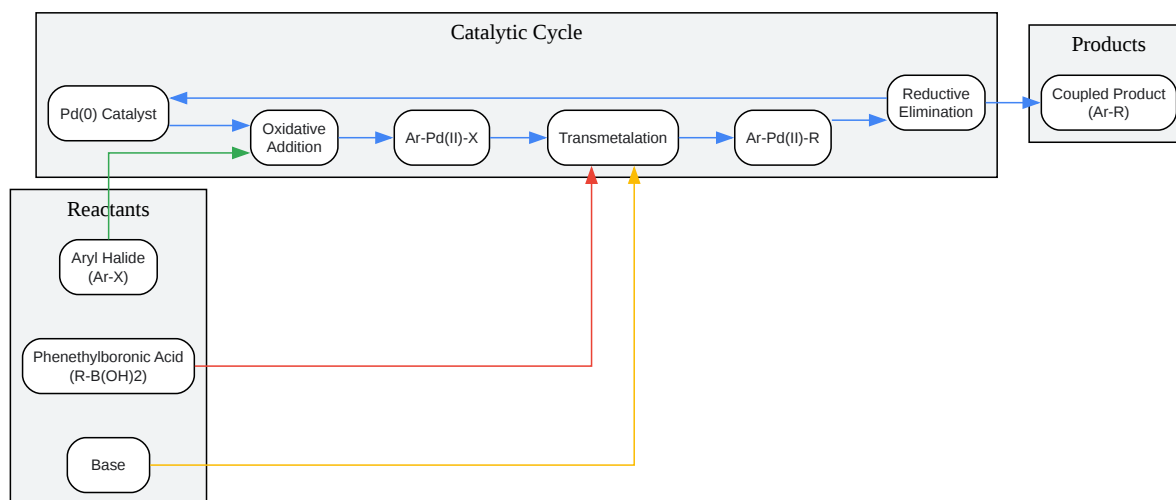 Catalytic Cycle
Pd(0) Catalyst
Oxidative
Addition
Ar-Pd(II)-X
Transmetalation
Ar-Pd(II)-R
Reductive
Elimination
Products
Coupled Product
(Ar-R)
Reactants
Aryl Halide
(Ar-X)
Phenethylboronic Acid
(R-B(OH)2)
Base